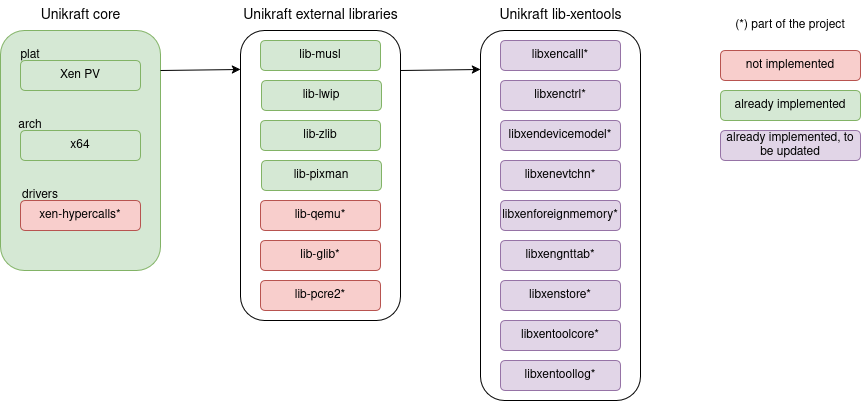 Unikraft core
plat
Xen PV
arch
x64
drivers
xen-hypercalls*
Unikraft external libraries
lib-musl
lib-lwip
lib-zlib
lib-pixman
lib-qemu*
lib-glib*
lib-pcre2*
Unikraft lib-xentools
libxencalll*
libxenctrl*
libxendevicemodel*
libxenevtchn*
libxenforeignmemory*
libxengnttab*
libxenstore*
libxentoolcore*
libxentoollog*
(*) part of the project
not implemented
already implemented
already implemented, to
be updated